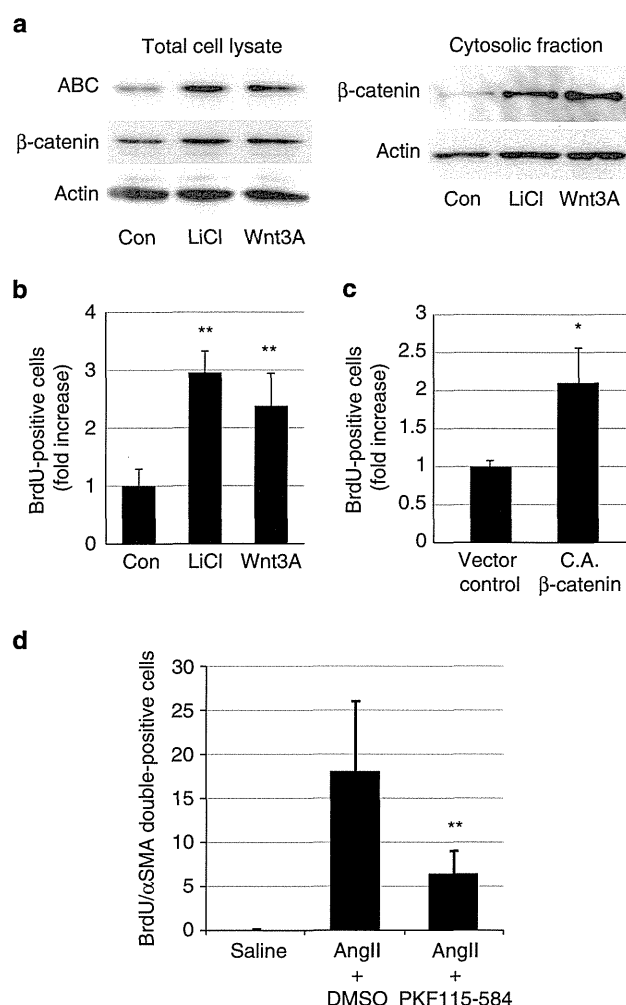 a
Total cell lysate
Cytosolic fraction
ABC
β-catenin
Actin
Con LiCl Wnt3A
β-catenin
Actin
Con LiCl Wnt3A
b
BrdU-positive cells
(fold increase)
4
3
2
1
0
**
**
Con LiCl Wnt3A
c
BrdU-positive cells
(fold increase)
3
2.5
2
1.5
1
0.5
0
*
Vector
control
C.A.
β-catenin
d
BrdU/αSMA double-positive cells
30
25
20
15
10
5
0
**
Saline
AngII
+
DMSO
AngII
+
PKF115-584